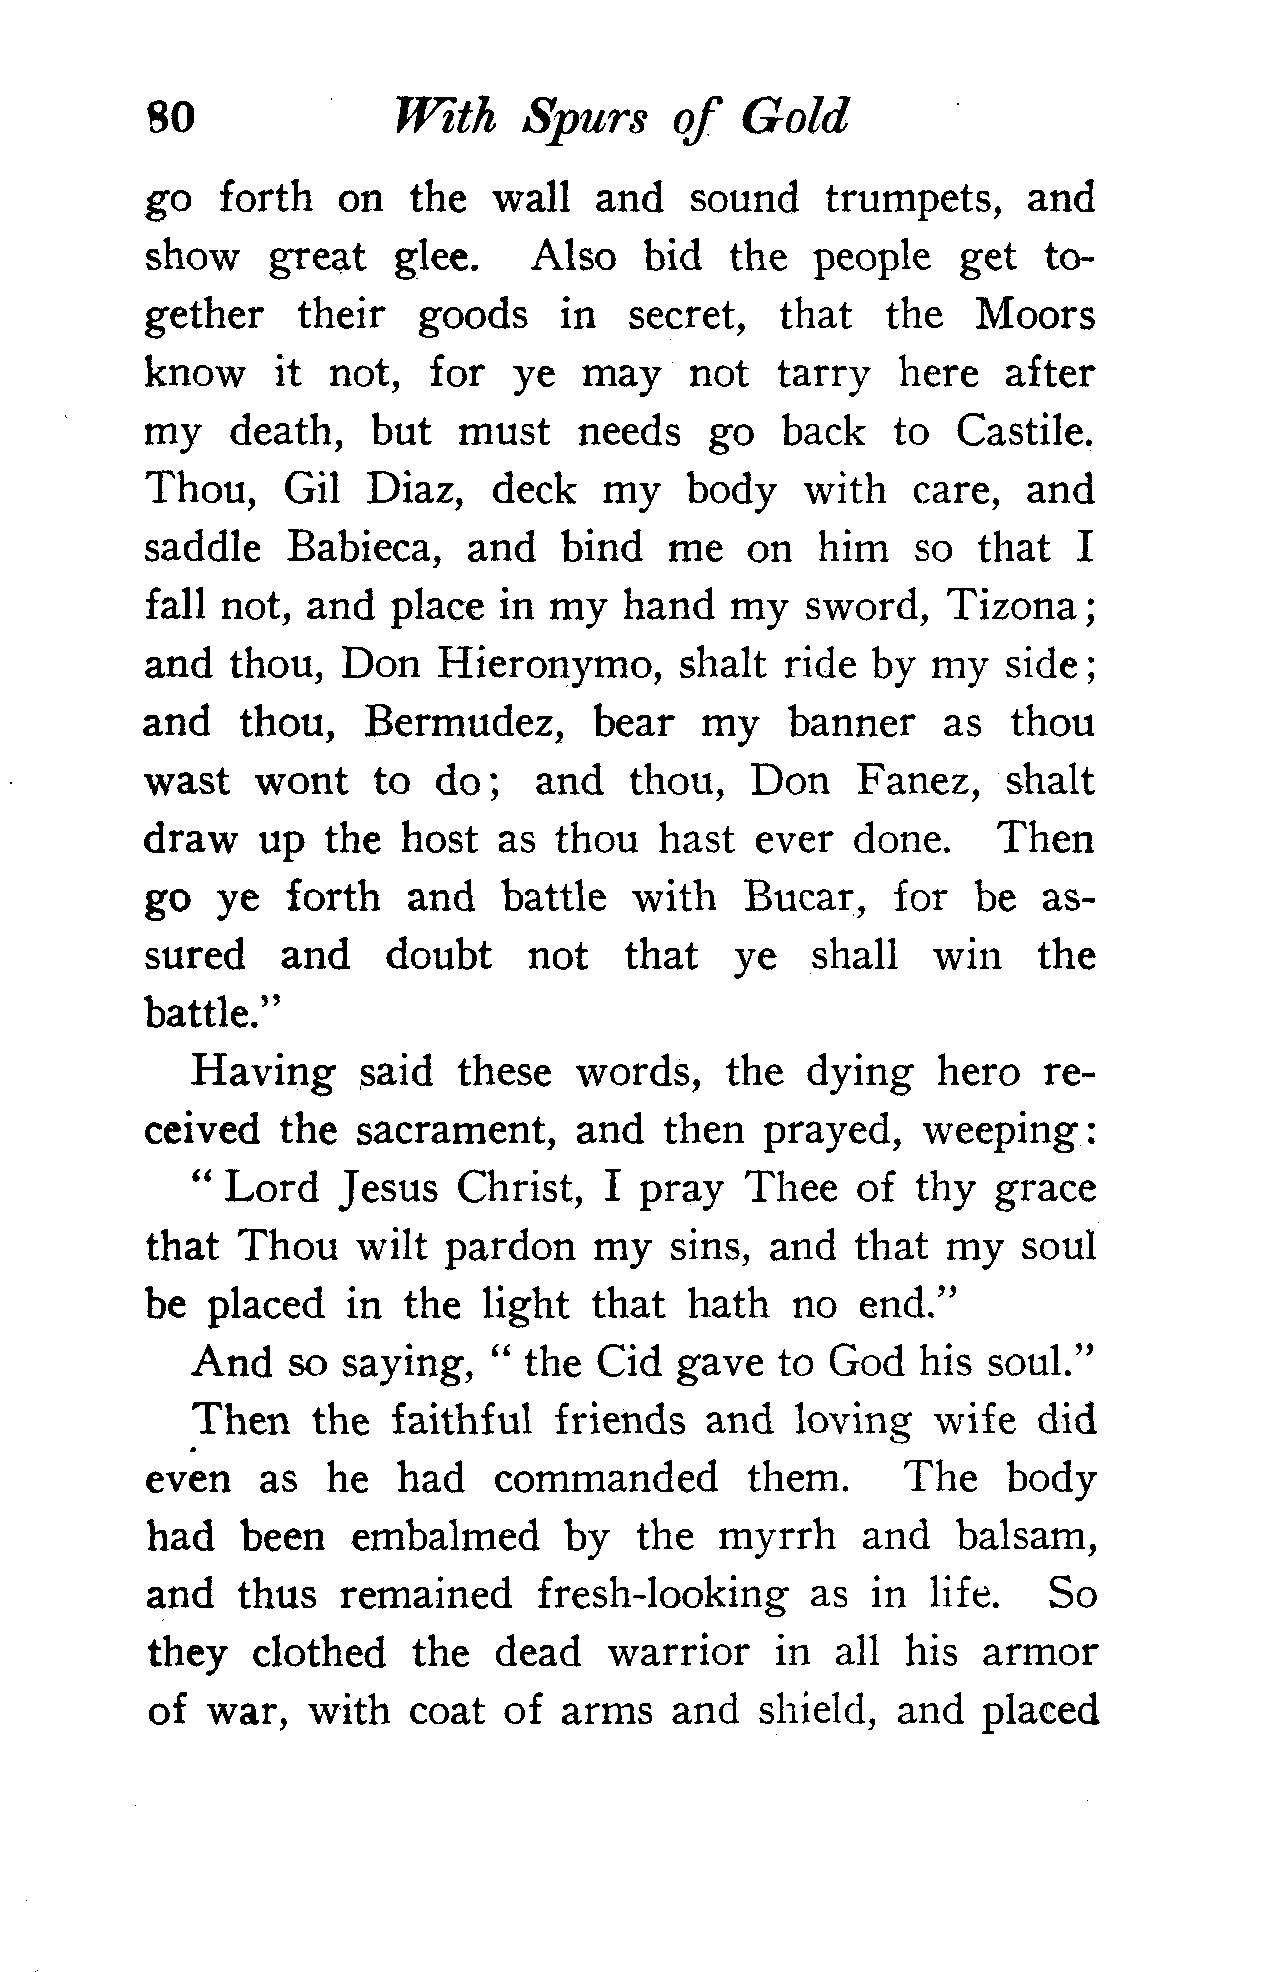 80 With Spurs of Gold
go forth on the wall and sound trumpets, and
show great glee. Also bid the people get to-
gether their goods in secret, that the Moors
know it not, for ye may not tarry here after
my death, but must needs go back to Castile.
Thou, Gil Diaz, deck my body with care, and
saddle Babieca, and bind me on him so that I
fall not, and place in my hand my sword, Tizona;
and thou, Don Hieronymo, shalt ride by my side;
and thou, Bermudez, bear my banner as thou
wast wont to do; and thou, Don Fanez, shalt
draw up the host as thou hast ever done. Then
go ye forth and battle with Bucar, for be as-
sured and doubt not that ye shall win the
battle."
Having said these words, the dying hero re-
ceived the sacrament, and then prayed, weeping:
" Lord Jesus Christ, I pray Thee of thy grace
that Thou wilt pardon my sins, and that my soul
be placed in the light that hath no end."
And so saying, " the Cid gave to God his soul."
Then the faithful friends and loving wife did
even as he had commanded them. The body
had been embalmed by the myrrh and balsam,
and thus remained fresh-looking as in life. So
they clothed the dead warrior in all his armor
of war, with coat of arms and shield, and placed